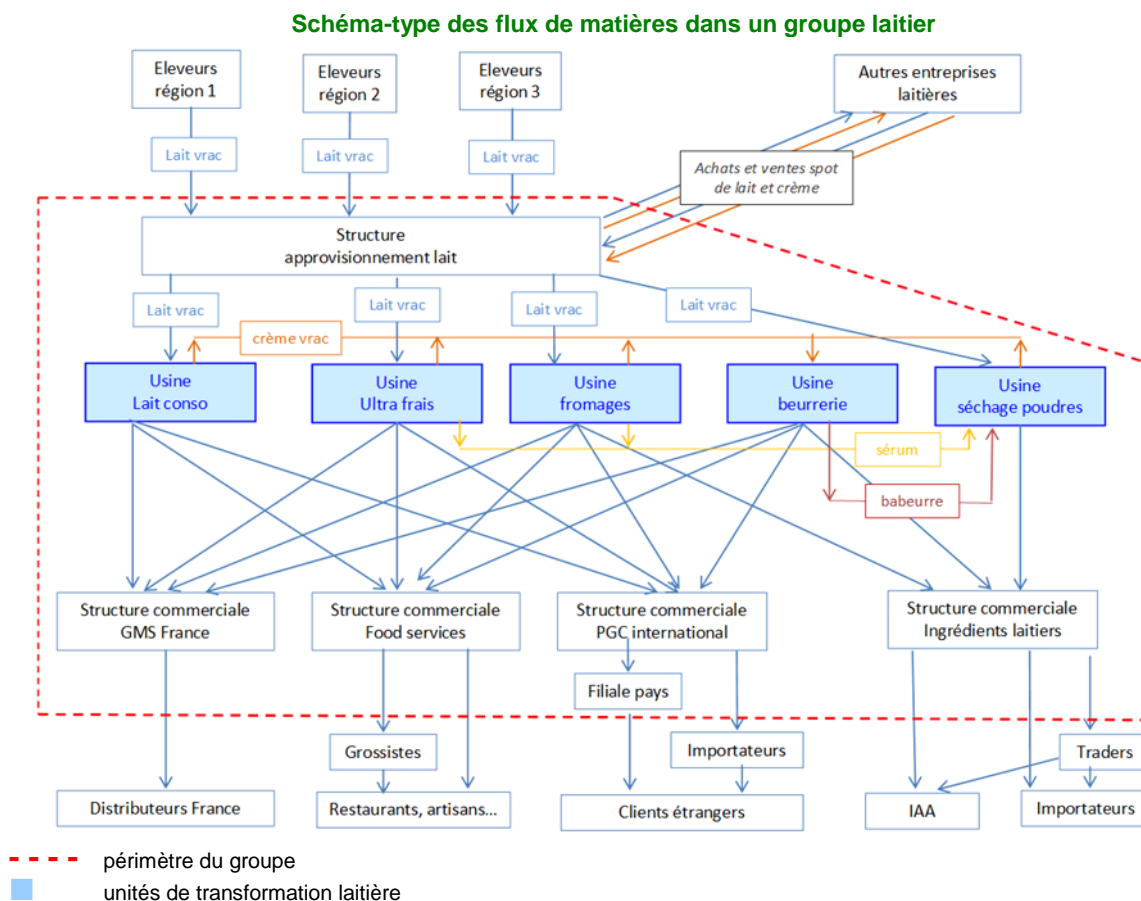 Schéma-type des flux de matières dans un groupe laitier
Eleveurs
région 1
Eleveurs
région 2
Eleveurs
région 3
Autres entreprises
laitières
Lait vrac
Lait vrac
Lait vrac
Achats et ventes spot
de lait et crème
Structure
approvisionnement lait
Lait vrac
Lait vrac
Lait vrac
Lait vrac
crème vrac
Usine
Lait conso
Usine
Ultra frais
Usine
fromages
Usine
beurrerie
Usine
séchage poudres
sérum
babeurre
Structure commerciale
GMS France
Structure commerciale
Food services
Structure commerciale
PGC international
Structure commerciale
Ingrédients laitiers
Filiale pays
Grossistes
Importateurs
Traders
Distributeurs France
Restaurants, artisans...
Clients étrangers
IAA
Importateurs
périmètre du groupe
unités de transformation laitière